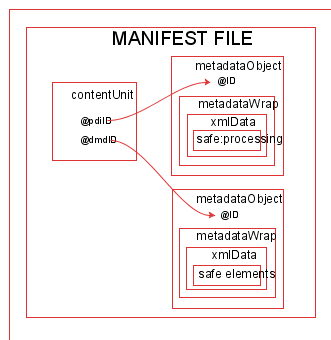 MANIFEST FILE
contentUnit
@pdiID
@dmdID
metadataObject
@ID
metadataWrap
xmlData
safe:processing
metadataObject
@ID
metadataWrap
xmlData
safe elements